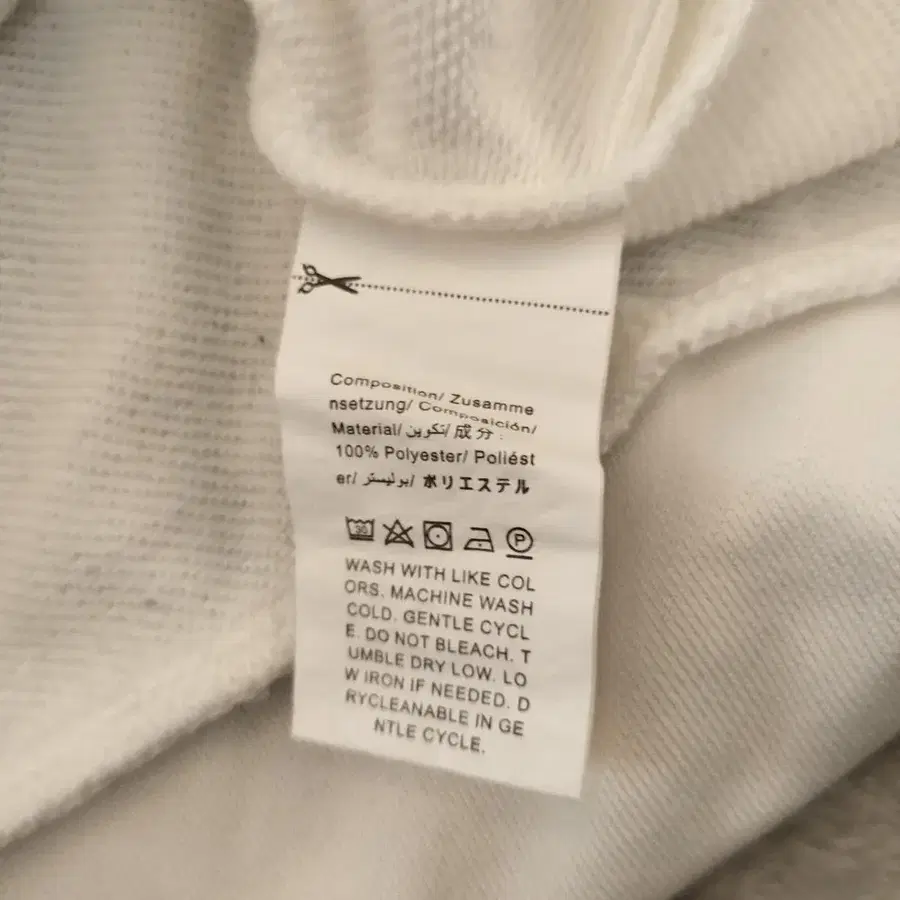 Composition/ Zusamme
nsetzung/ Composición/
Material/ تكوين/ 成分 :
100% Polyester/ Poliést
er/ بوليستر/ ポリエステル
30
P
WASH WITH LIKE COL
ORS. MACHINE WASH
COLD. GENTLE CYCL
E. DO NOT BLEACH. T
UMBLE DRY LOW. LO
W IRON IF NEEDED. D
RYCLEANABLE IN GE
NTLE CYCLE.